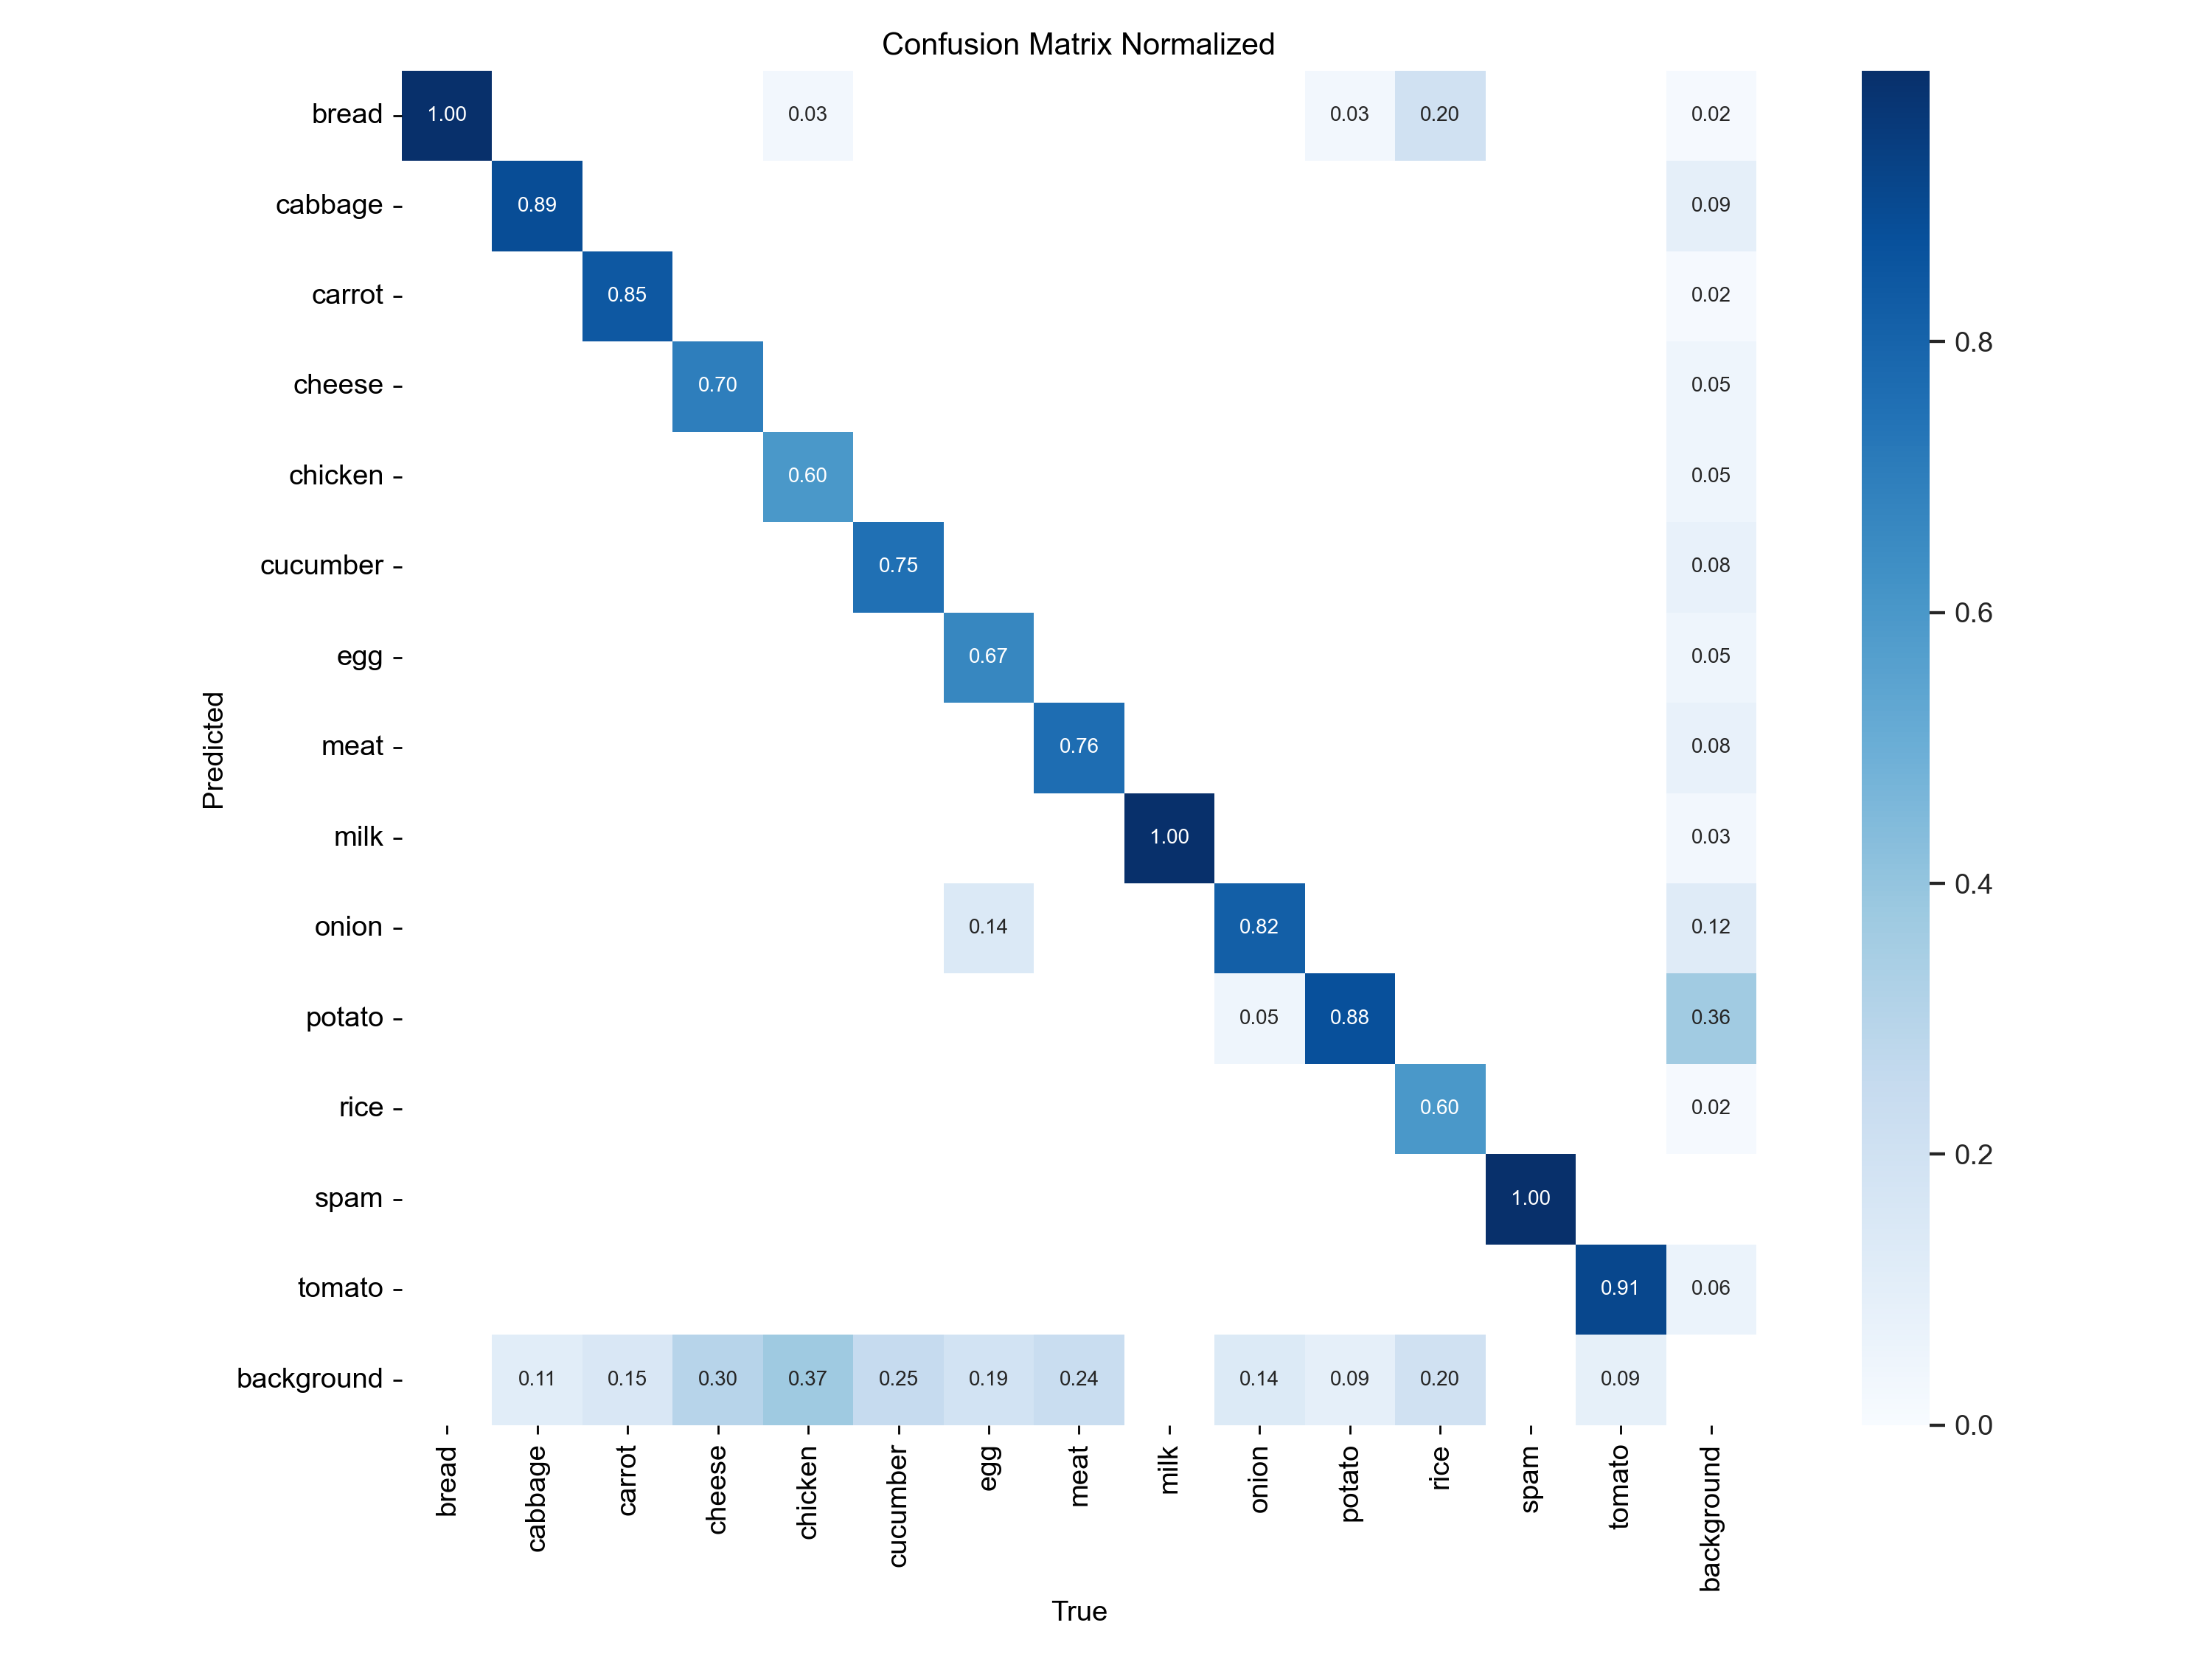 Confusion Matrix Normalized
bread 1.00 0.03 0.03 0.20 0.02
cabbage 0.89 0.09
carrot 0.85 0.02
0.8
cheese 0.70 0.05
chicken 0.60 0.05
cucumber 0.75 0.08
0.6
egg 0.67 0.05
Predicted
meat 0.76 0.08
milk 1.00 0.03
0.4
onion 0.14 0.82 0.12
potato 0.05 0.88 0.36
rice 0.60 0.02
0.2
spam 1.00
tomato 0.91 0.06
background 0.11 0.15 0.30 0.37 0.25 0.19 0.24 0.14 0.09 0.20 0.09
0.0
bread cabbage carrot cheese chicken cucumber egg meat milk onion potato rice spam tomato background
True